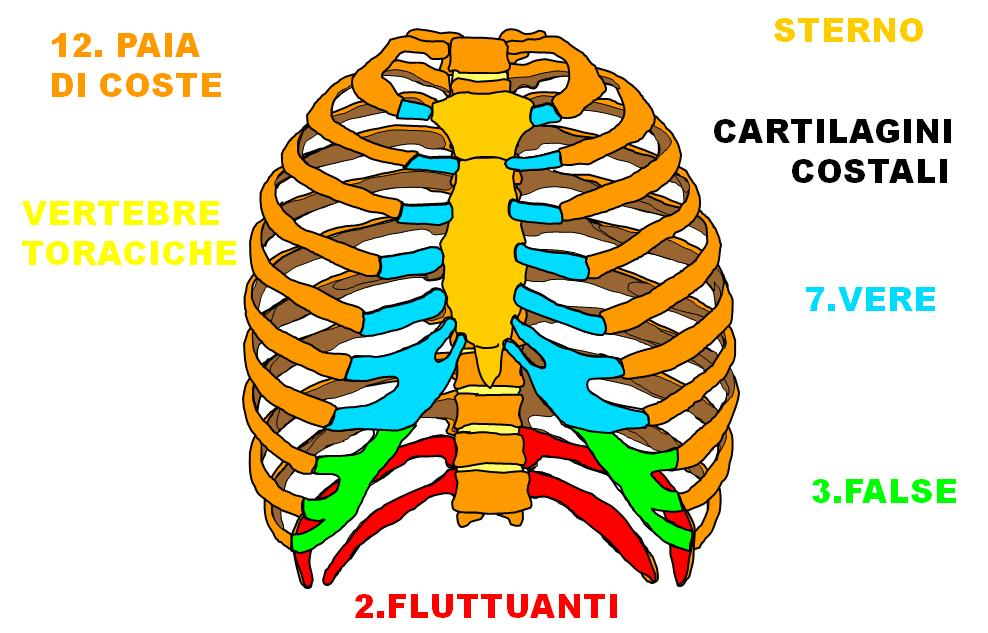 12. PAIA
DI COSTE
STERNO
CARTILAGINI
COSTALI
VERTEBRE
TORACICHE
7.VERE
3.FALSE
2.FLUTTUANTI